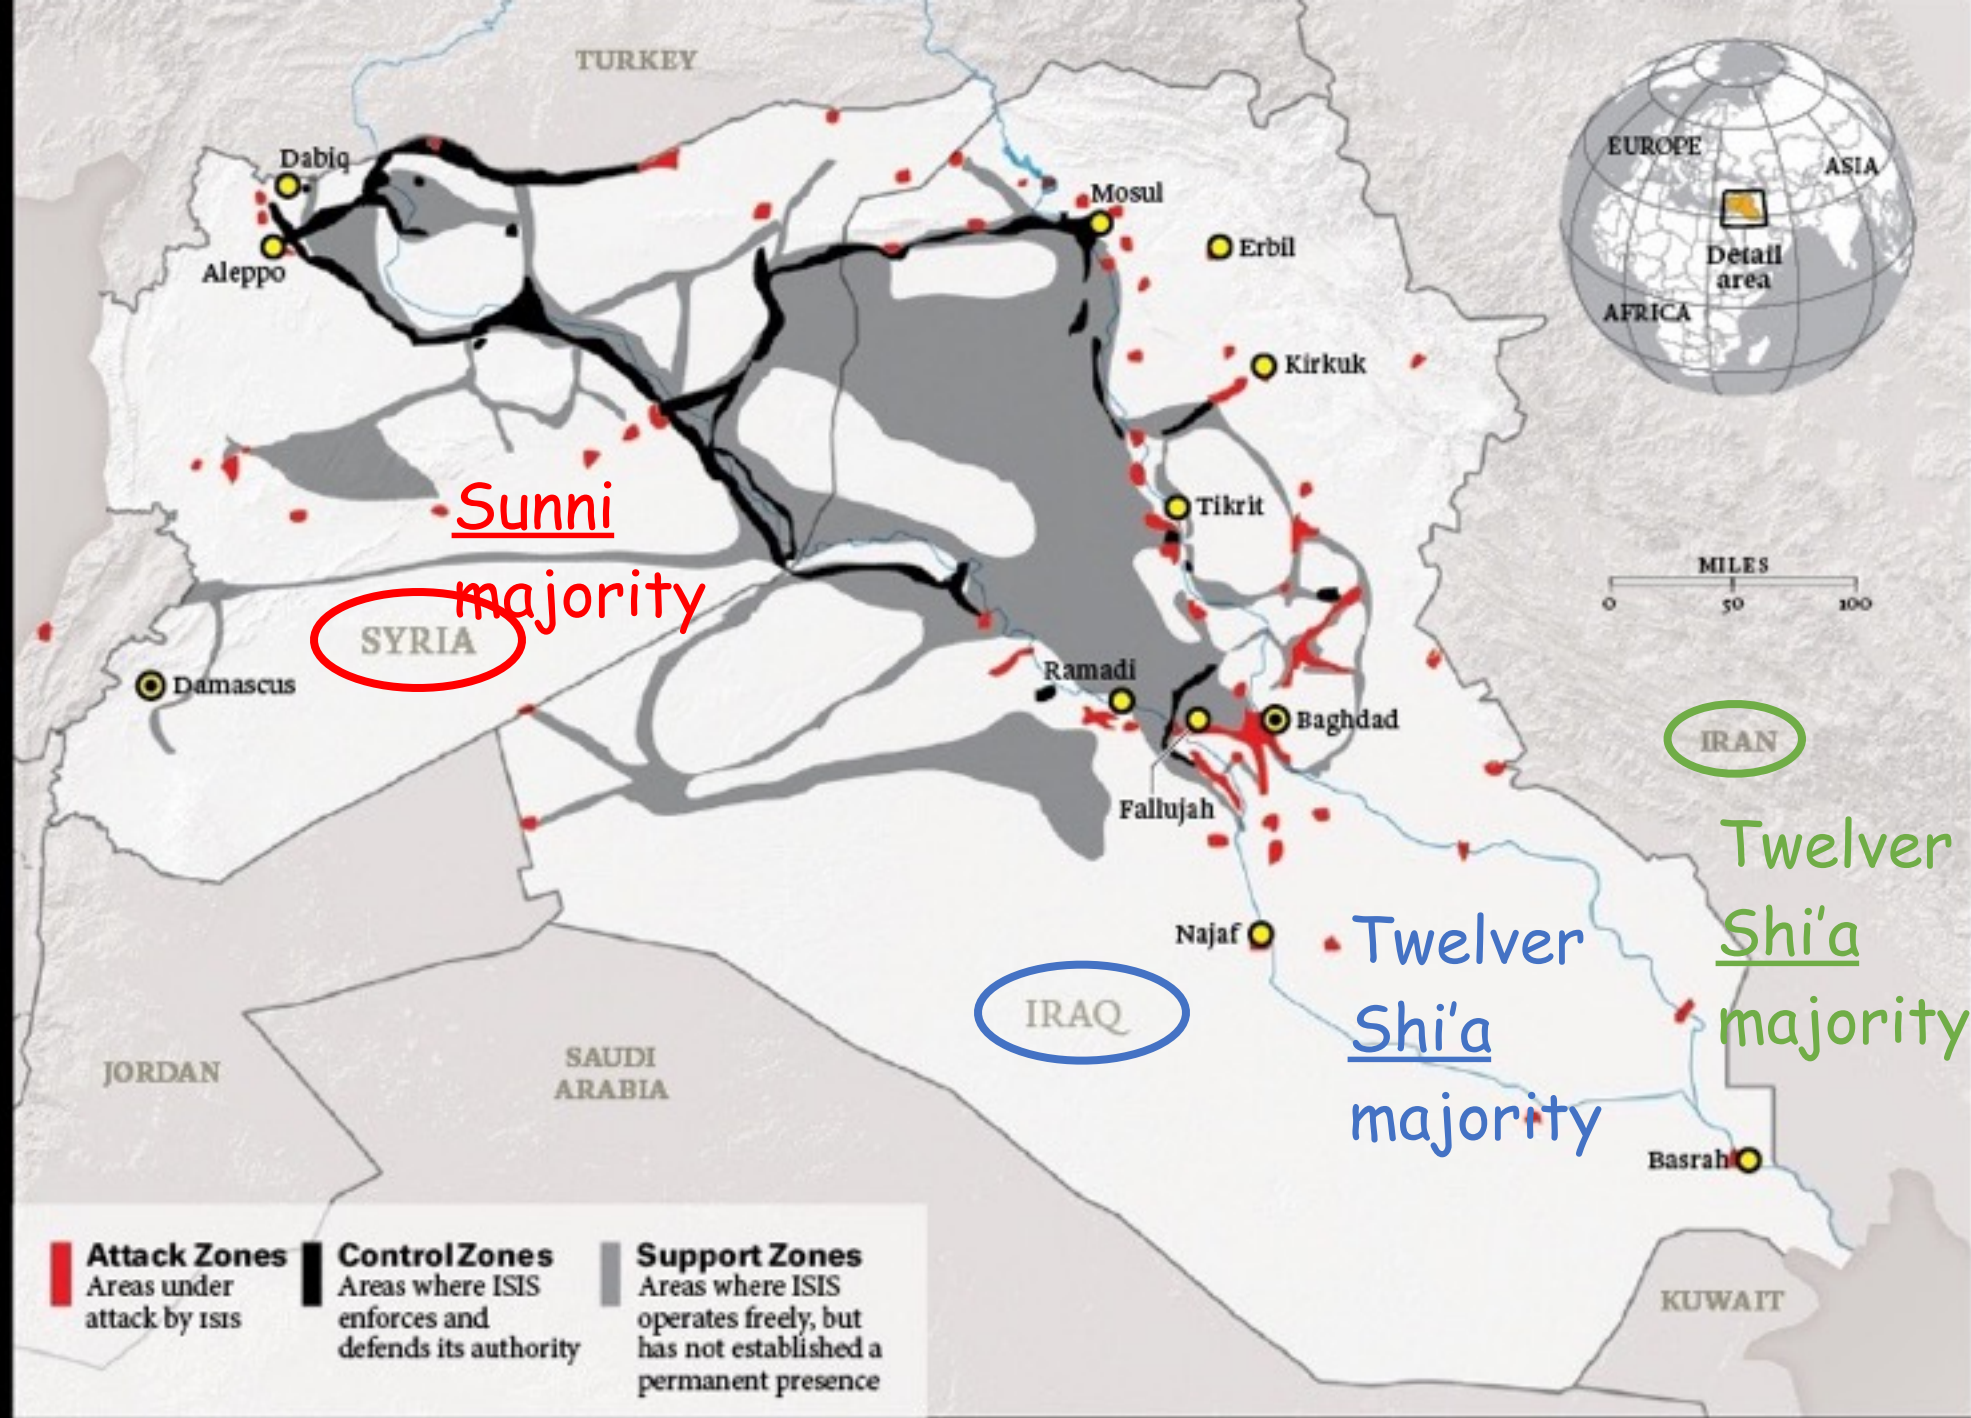 TURKEY
EUROPE
ASIA
Detail
area
AFRICA
Dabiq
Aleppo
Mosul
Erbil
Kirkuk
Tikrit
Sunni
majority
SYRIA
MILES
0 50 100
Damascus
Ramadi
Baghdad
Fallujah
IRAN
Twelver
Shi'a
majority
Najaf
Twelver
Shi'a
majority
IRAQ
JORDAN
SAUDI
ARABIA
Basrah
KUWAIT
Attack Zones
Areas under
attack by ISIS
Control Zones
Areas where ISIS
enforces and
defends its authority
Support Zones
Areas where ISIS
operates freely, but
has not established a
permanent presence